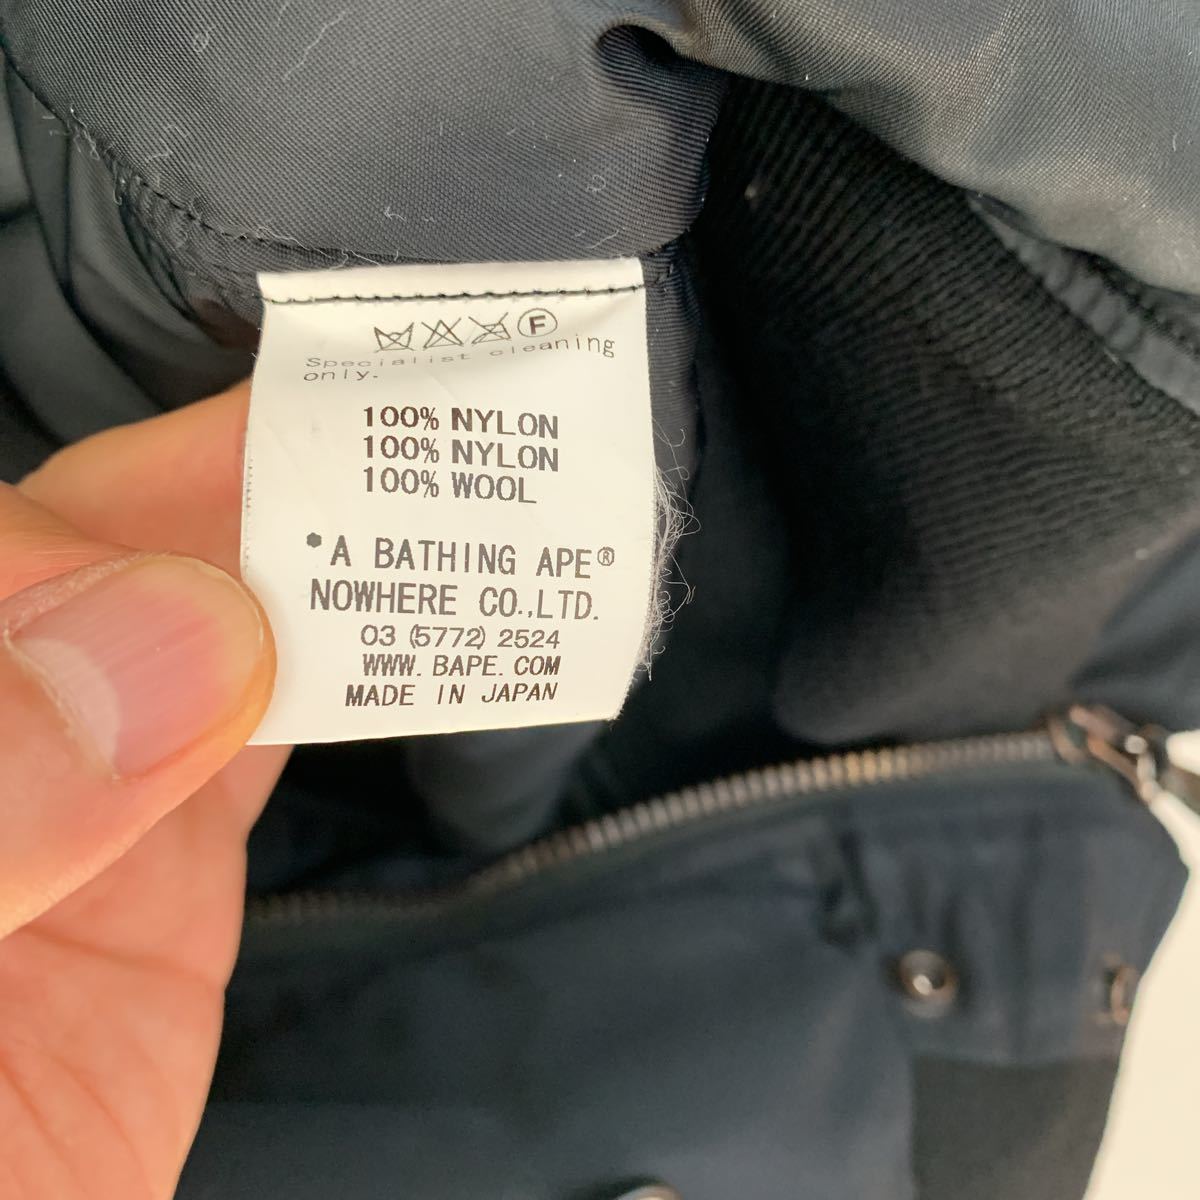 F
Specialist cleaning
only.
100% NYLON
100% NYLON
100% WOOL
*A BATHING APE®
NOWHERE CO.,LTD.
03 (5772) 2524
WWW. BAPE. COM
MADE IN JAPAN